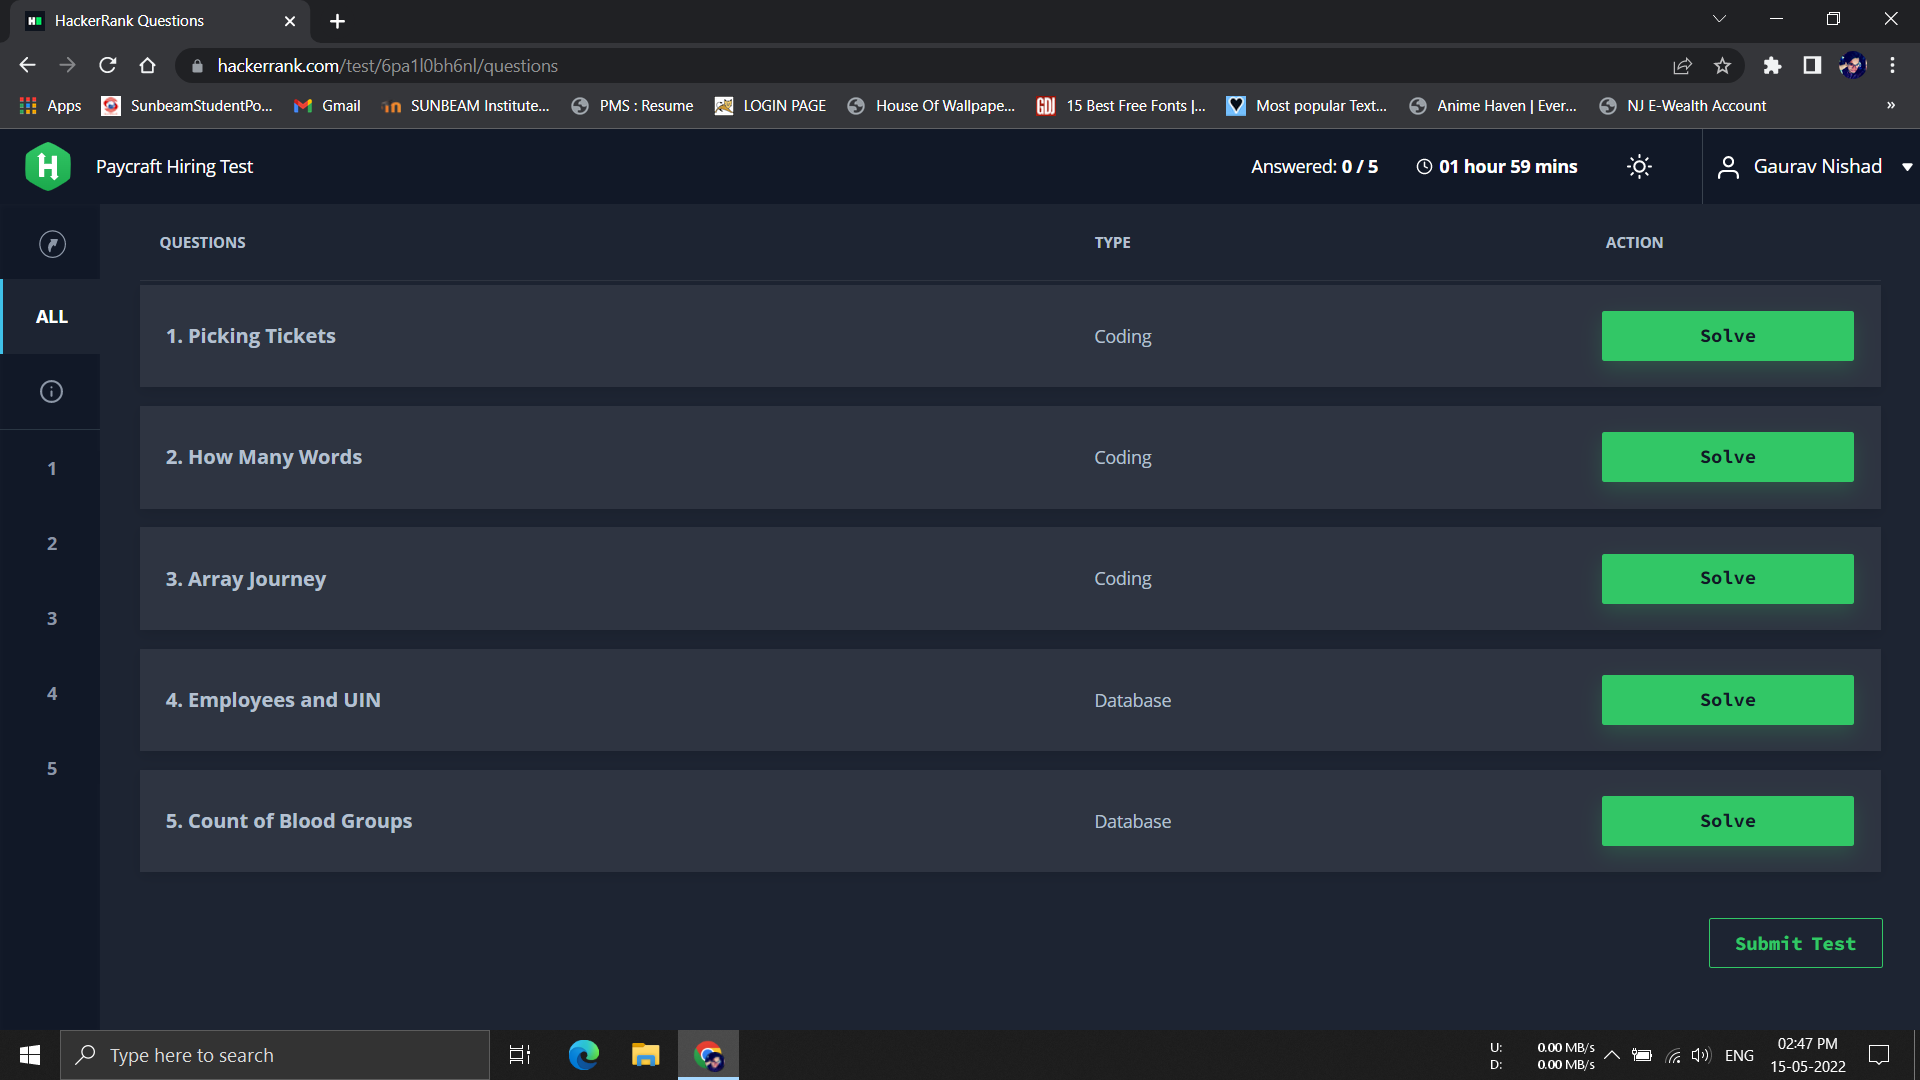 HackerRank Questions
hackerrank.com/test/6pa1l0bh6nl/questions
Apps SunbeamStudentPo... Gmail SUNBEAM Institute... PMS : Resume LOGIN PAGE House Of Wallpape... GD! 15 Best Free Fonts |... Most popular Text... Anime Haven | Ever... NJ E-Wealth Account »
H Paycraft Hiring Test Answered: 0 / 5 01 hour 59 mins Gaurav Nishad
QUESTIONS TYPE ACTION
ALL
1. Picking Tickets Coding Solve
2. How Many Words Coding Solve
1
2
3. Array Journey Coding Solve
3
4. Employees and UIN Database Solve
4
5
5. Count of Blood Groups Database Solve
Submit Test
Type here to search
U: 0.00 MB/s
D: 0.00 MB/s
ENG
02:47 PM
15-05-2022